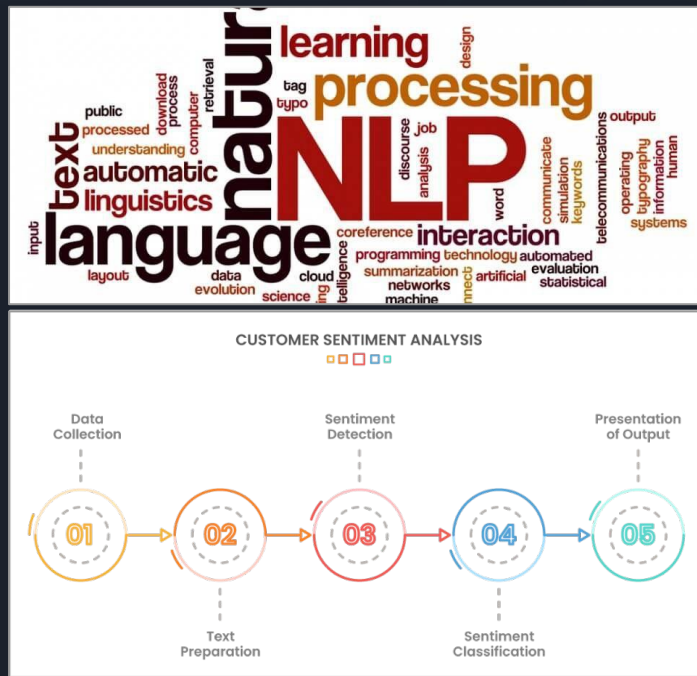 natur
learning
design
tag
typo
processing
public
download
process
retrieval
computer
processed
understanding
text
automatic
linguistics
NLP
discourse
job
analysis
word
communicate
simulation
keywords
telecommunications
output
operating
typography
information
human
systems
input
language
coreference
interaction
programming
technology
automated
layout
data
cloud
summarization
artificial
evaluation
evolution
networks
statistical
science
machine
CUSTOMER SENTIMENT ANALYSIS
Data
Collection
Sentiment
Detection
Presentation
of Output
01
02
03
04
05
Text
Preparation
Sentiment
Classification